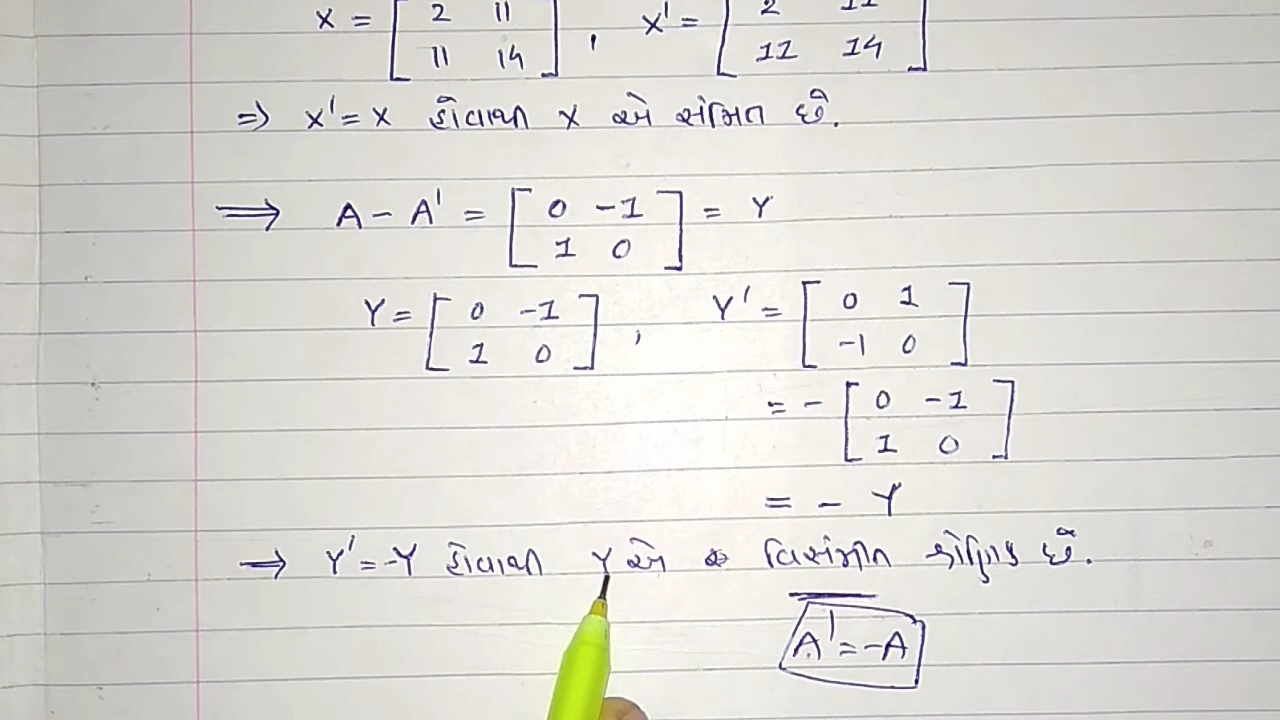 X = [ 2 11 , X' = [ 2 11
11 14 ] 11 14 ]
⇒ X' = X હોવાથી X એ સંમિત છે.
⟹ A - A' = [ 0 -1 ] = Y
1 0
Y = [ 0 -1 ] , Y' = [ 0 1 ]
1 0 -1 0
= - [ 0 -1 ]
1 0
= - Y
⟹ Y' = -Y હોવાથી Y એ વિસંમિત શ્રેણિક છે.
A' = -A